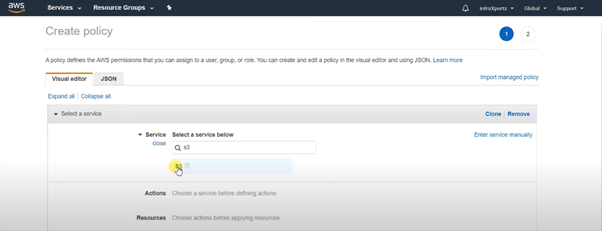 aws Services Resource Groups infraXpertz Global Support
Create policy 1 2
A policy defines the AWS permissions that you can assign to a user, group, or role. You can create and edit a policy in the visual editor and using JSON. Learn more
Visual editor JSON Import managed policy
Expand all | Collapse all
Select a service Clone | Remove
Service Select a service below Enter service manually
close
s3
S3
Actions Choose a service before defining actions
Resources Choose actions before applying resources